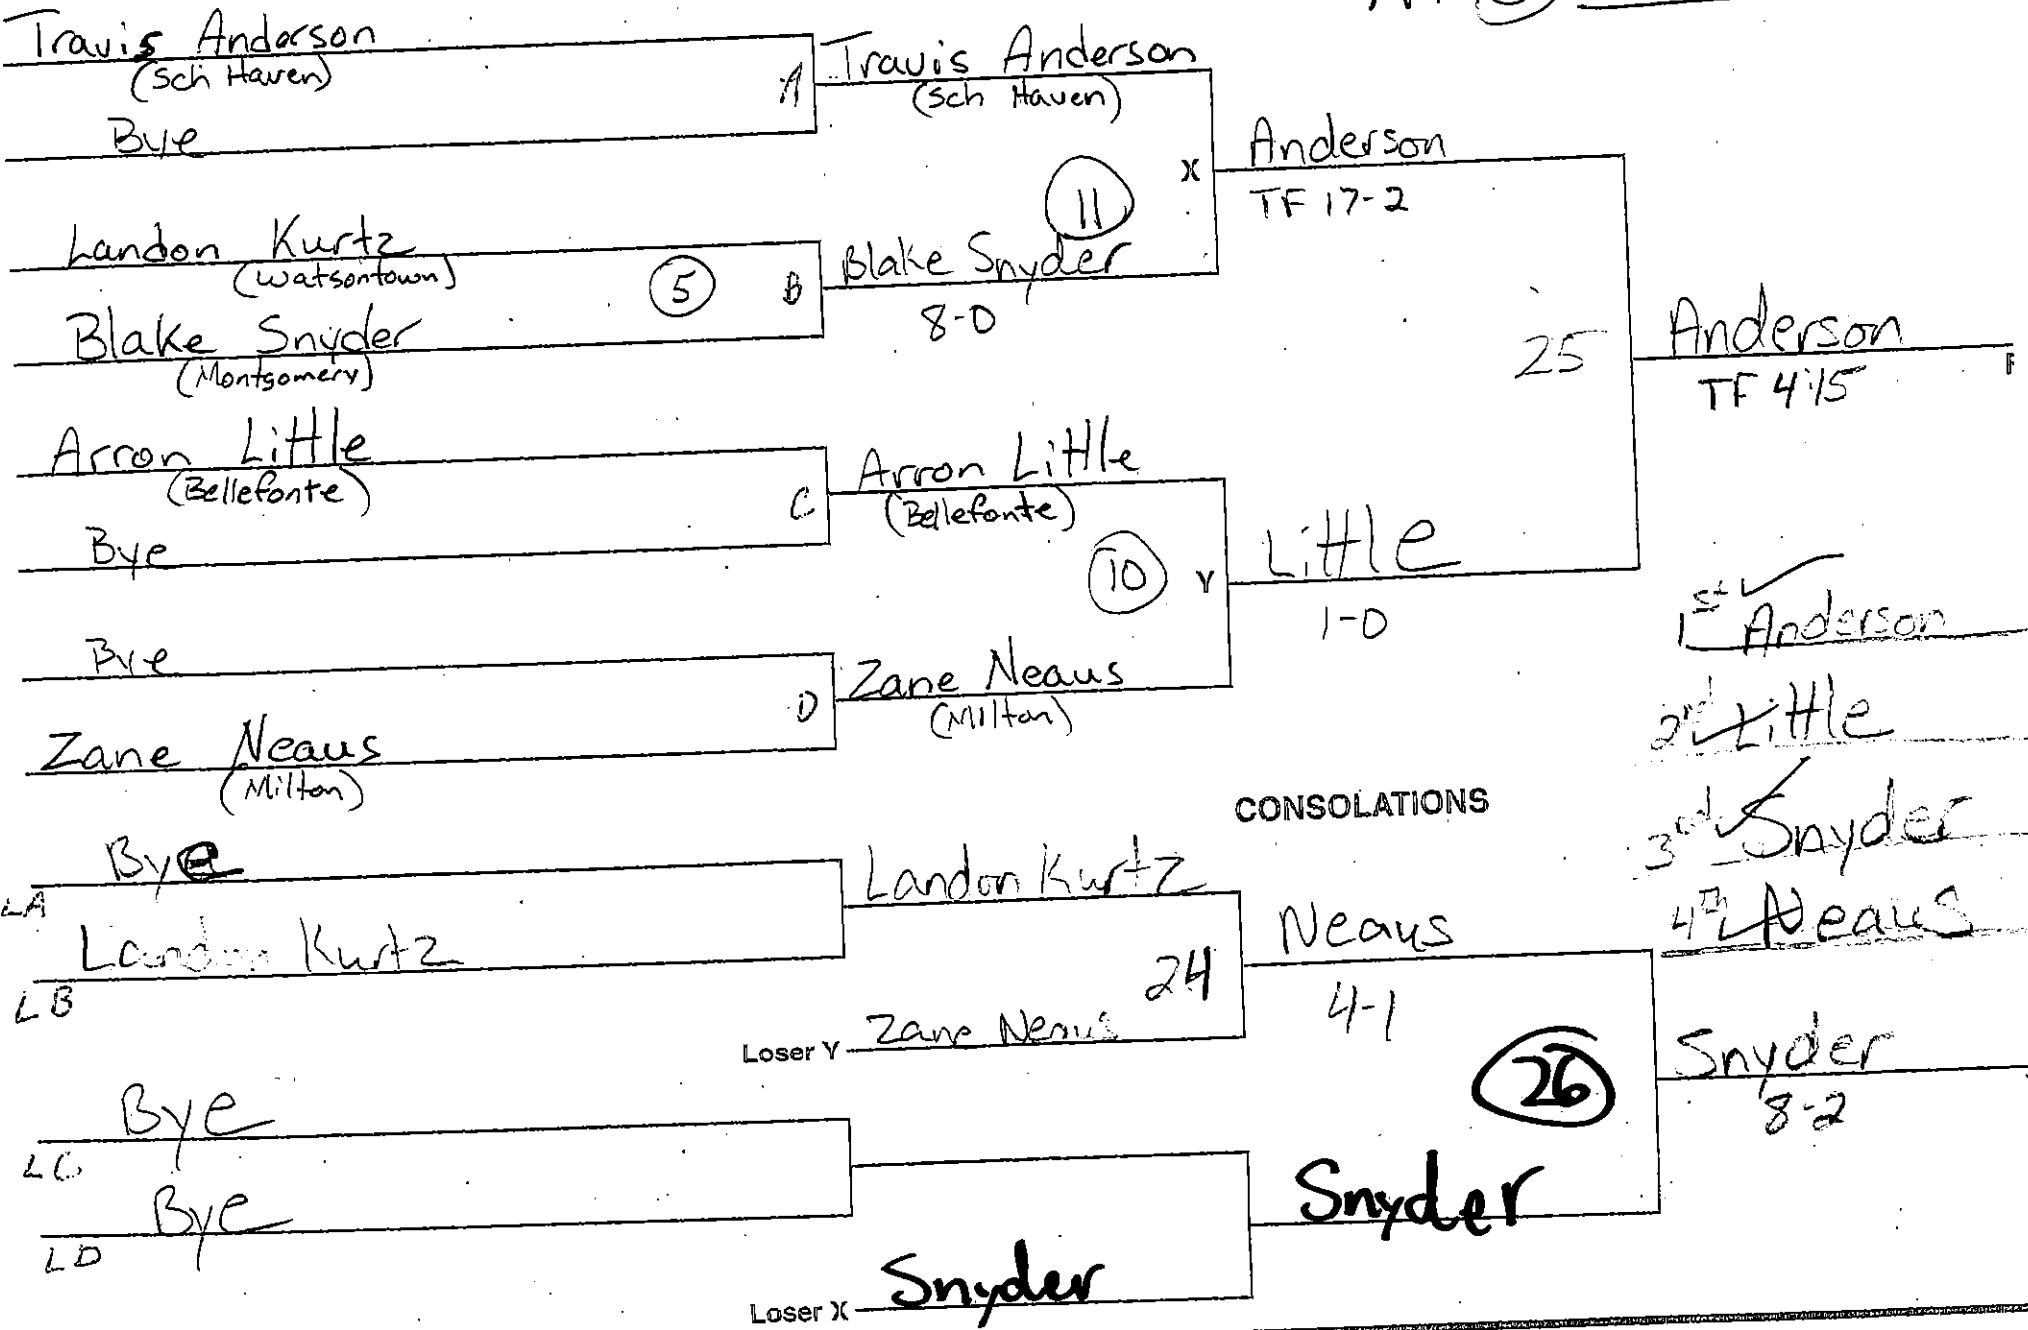 Travis Anderson
(Sch Haven)
Bye
A
Travis Anderson
(Sch Haven)
Landon Kurtz
(Watsontown)
5
B
Blake Snyder
(Montgomery)
11
X
Blake Snyder
8-0
Anderson
TF 17-2
Arron Little
(Bellefonte)
Bye
C
Arron Little
(Bellefonte)
10
Y
Bye
D
Zane Neaus
(Milton)
Zane Neaus
(Milton)
Little
1-0
25
Anderson
TF 4:15
F
1st Anderson
2nd Little
3rd Snyder
4th Neaus
CONSOLATIONS
Bye
LA
Landon Kurtz
LB
Landon Kurtz
24
Loser Y Zane Neaus
Neaus
4-1
Bye
LC
Bye
LD
Loser X Snyder
Snyder
26
Snyder
8-2